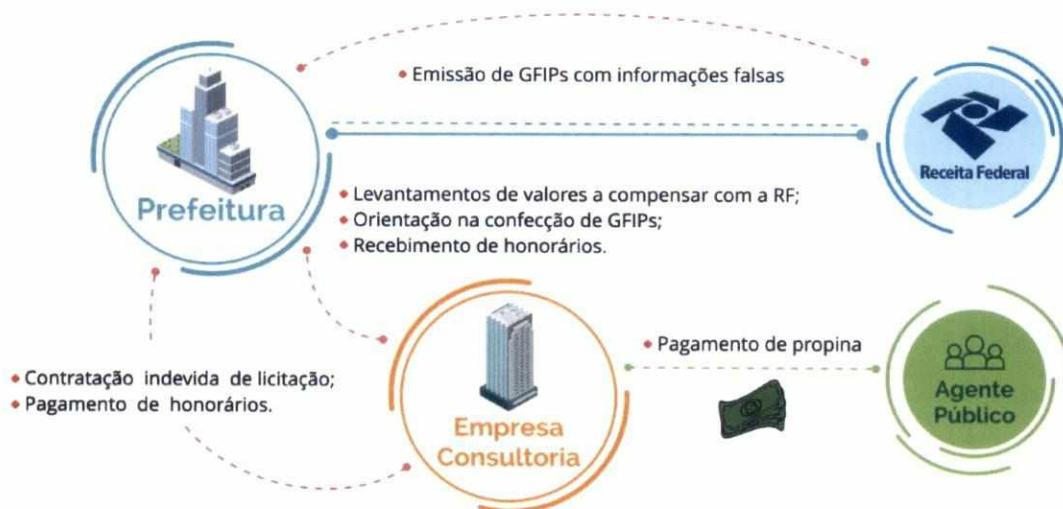 • Emissão de GFIPs com informações falsas
Receita Federal
Prefeitura
• Levantamentos de valores a compensar com a RF;
• Orientação na confecção de GFIPs;
• Recebimento de honorários.
• Contratação indevida de licitação;
• Pagamento de honorários.
Empresa
Consultoria
• Pagamento de propina
Agente
Público